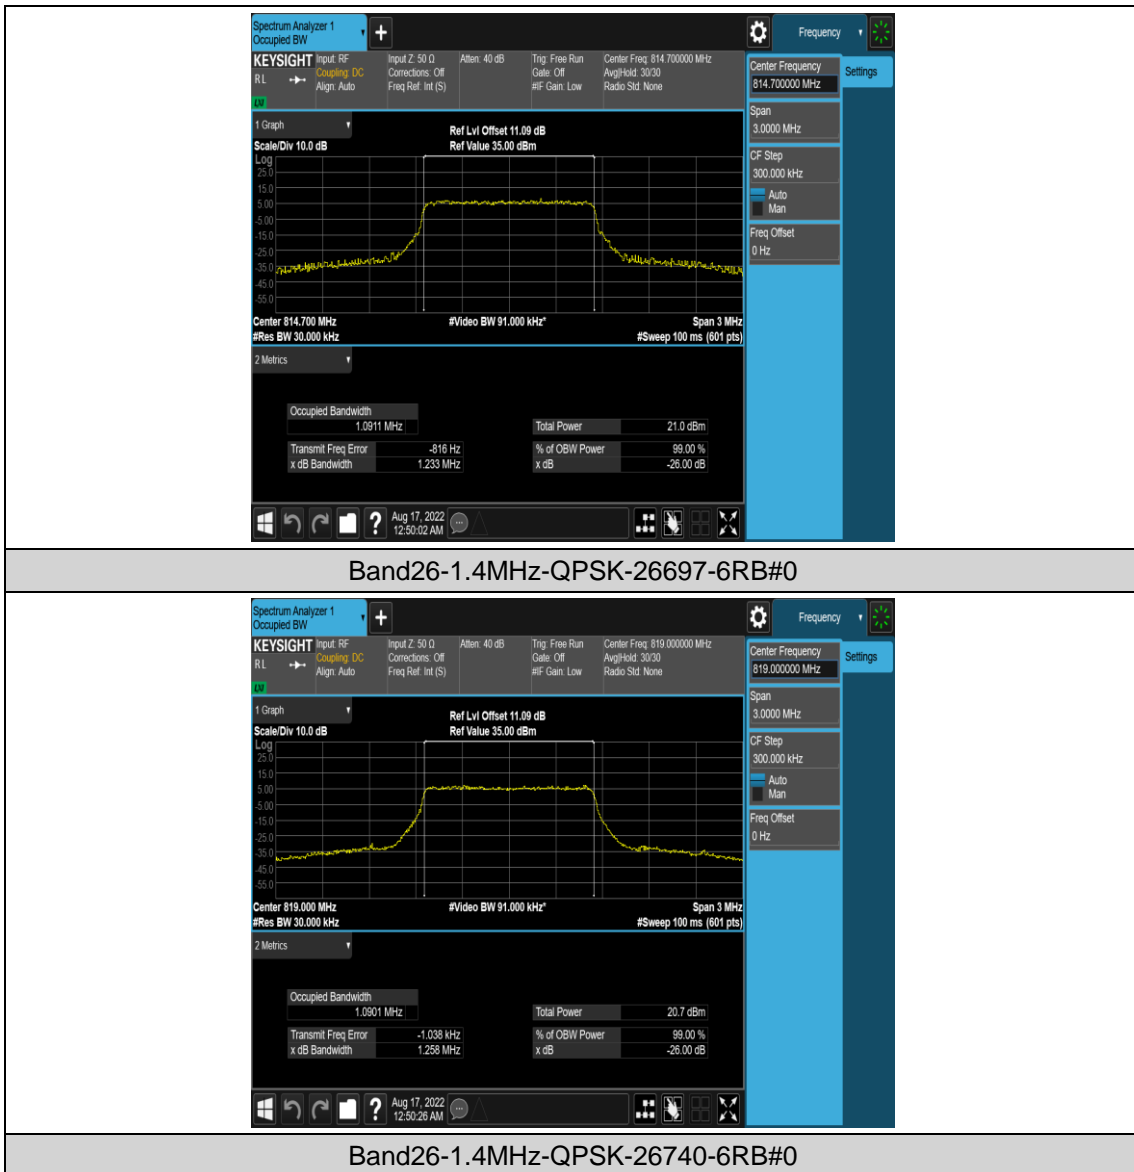 Spectrum Analyzer 1
Occupied BW
Frequency
KEYSIGHT
RL
Input: RF
Coupling: DC
Align: Auto
Input Z: 50 Ω
Corrections: Off
Freq Ref: Int (S)
Atten: 40 dB
Trig: Free Run
Gate: Off
#IF Gain: Low
Center Freq: 814.700000 MHz
Avg|Hold: 30/30
Radio Std: None
Center Frequency
814.700000 MHz
Settings
Span
3.0000 MHz
CF Step
300.000 kHz
Auto
Man
Freq Offset
0 Hz
1 Graph
Scale/Div 10.0 dB
Ref Lvl Offset 11.09 dB
Ref Value 35.00 dBm
Log
25.0
15.0
5.00
-5.00
-15.0
-25.0
-35.0
-45.0
-55.0
Center 814.700 MHz
#Video BW 91.000 kHz*
Span 3 MHz
#Res BW 30.000 kHz
#Sweep 100 ms (601 pts)
2 Metrics
Occupied Bandwidth
1.0911 MHz
Total Power 21.0 dBm
Transmit Freq Error -816 Hz
% of OBW Power 99.00 %
x dB Bandwidth 1.233 MHz
x dB -26.00 dB
Aug 17, 2022
12:50:02 AM
Band26-1.4MHz-QPSK-26697-6RB#0
Spectrum Analyzer 1
Occupied BW
Frequency
KEYSIGHT
RL
Input: RF
Coupling: DC
Align: Auto
Input Z: 50 Ω
Corrections: Off
Freq Ref: Int (S)
Atten: 40 dB
Trig: Free Run
Gate: Off
#IF Gain: Low
Center Freq: 819.000000 MHz
Avg|Hold: 30/30
Radio Std: None
Center Frequency
819.000000 MHz
Settings
Span
3.0000 MHz
CF Step
300.000 kHz
Auto
Man
Freq Offset
0 Hz
1 Graph
Scale/Div 10.0 dB
Ref Lvl Offset 11.09 dB
Ref Value 35.00 dBm
Log
25.0
15.0
5.00
-5.00
-15.0
-25.0
-35.0
-45.0
-55.0
Center 819.000 MHz
#Video BW 91.000 kHz*
Span 3 MHz
#Res BW 30.000 kHz
#Sweep 100 ms (601 pts)
2 Metrics
Occupied Bandwidth
1.0901 MHz
Total Power 20.7 dBm
Transmit Freq Error -1.038 kHz
% of OBW Power 99.00 %
x dB Bandwidth 1.258 MHz
x dB -26.00 dB
Aug 17, 2022
12:50:26 AM
Band26-1.4MHz-QPSK-26740-6RB#0